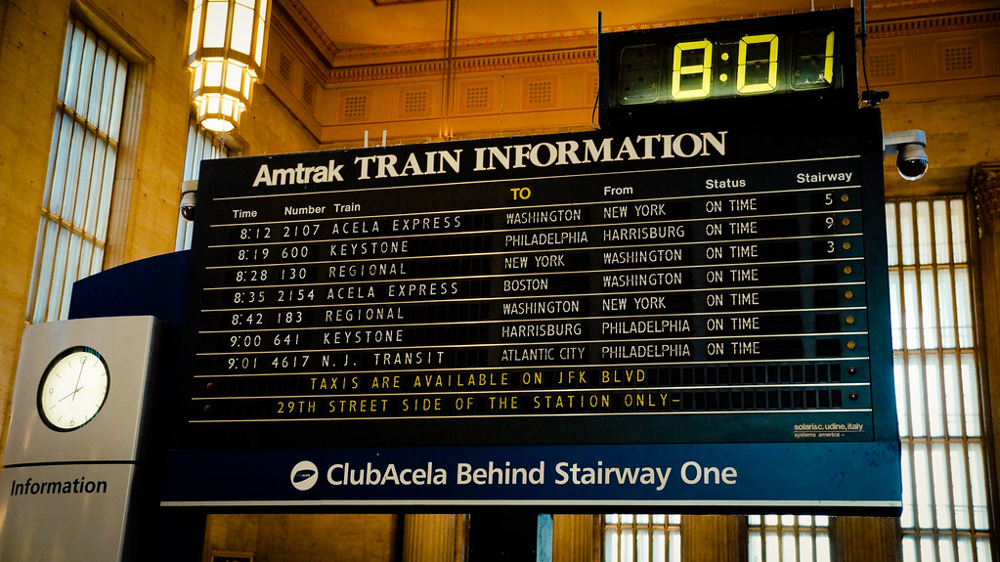 8:01
Amtrak TRAIN INFORMATION
Time Number Train TO From Status Stairway
8:12 2107 ACELA EXPRESS WASHINGTON NEW YORK ON TIME 5
8:19 600 KEYSTONE PHILADELPHIA HARRISBURG ON TIME 9
8:28 130 REGIONAL NEW YORK WASHINGTON ON TIME 3
8:35 2154 ACELA EXPRESS BOSTON WASHINGTON ON TIME
8:42 183 REGIONAL WASHINGTON NEW YORK ON TIME
9:00 641 KEYSTONE HARRISBURG PHILADELPHIA ON TIME
9:01 4617 N.J. TRANSIT ATLANTIC CITY PHILADELPHIA ON TIME
TAXIS ARE AVAILABLE ON JFK BLVD
29TH STREET SIDE OF THE STATION ONLY-
solari&c. udine, italy
systems america
ClubAcela Behind Stairway One
Information